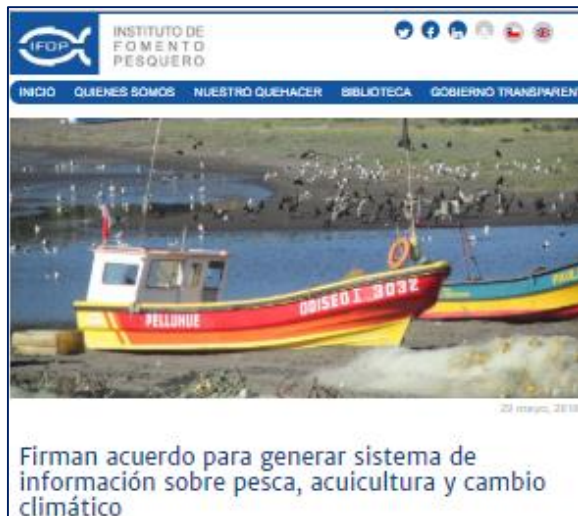 IFOP
INSTITUTO DE
FOMENTO
PESQUERO
INICIO QUIENES SOMOS NUESTRO QUEHACER BIBLIOTECA GOBIERNO TRANSPAREN
ODISEO I 3032
PELLUHUE
Firman acuerdo para generar sistema de
información sobre pesca, acuicultura y cambio
climático